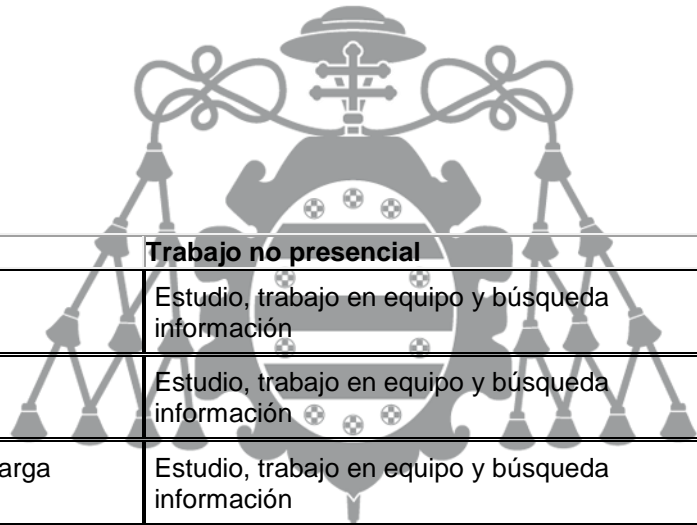 Trabajo no presencial
Estudio, trabajo en equipo y búsqueda
información
Estudio, trabajo en equipo y búsqueda
información
arga
Estudio, trabajo en equipo y búsqueda
información